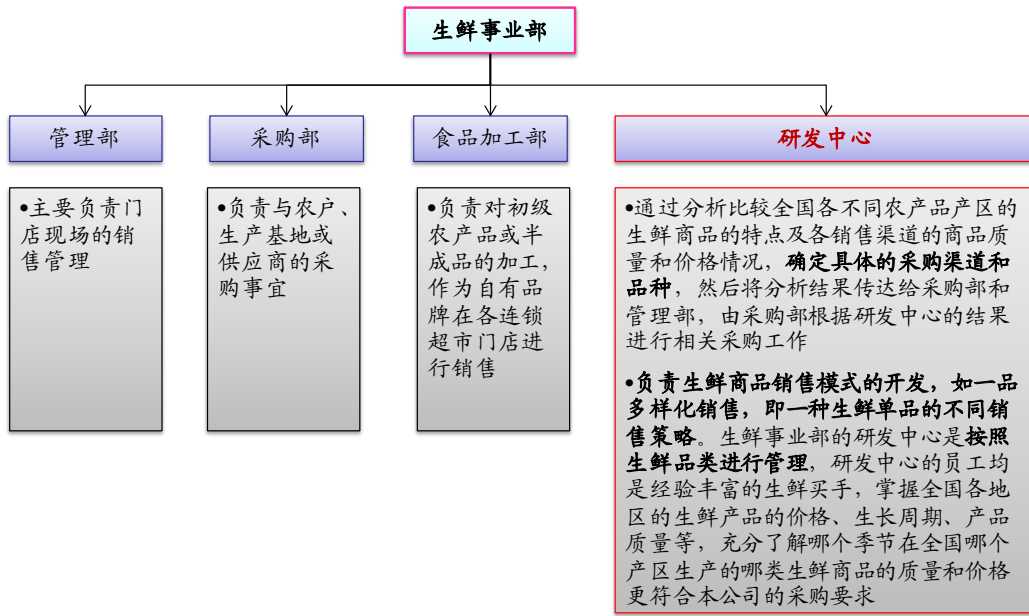 生鲜事业部
管理部
采购部
食品加工部
研发中心
•主要负责门
店现场的销
售管理
•负责与农户、
生产基地或
供应商的采
购事宜
•负责对初级
农产品或半
成品的加工,
作为自有品
牌在各连锁
超市门店进
行销售
•通过分析比较全国各不同农产品产区的
生鲜商品的特点及各销售渠道的商品质
量和价格情况，确定具体的采购渠道和
品种，然后将分析结果传达给采购部和
管理部，由采购部根据研发中心的结果
进行相关采购工作
•负责生鲜商品销售模式的开发，如一品
多样化销售，即一种生鲜单品的不同销
售策略。生鲜事业部的研发中心是按照
生鲜品类进行管理，研发中心的员工均
是经验丰富的生鲜买手，掌握全国各地
区的生鲜产品的价格、生长周期、产品
质量等，充分了解哪个季节在全国哪个
产区生产的哪类生鲜商品的质量和价格
更符合本公司的采购要求